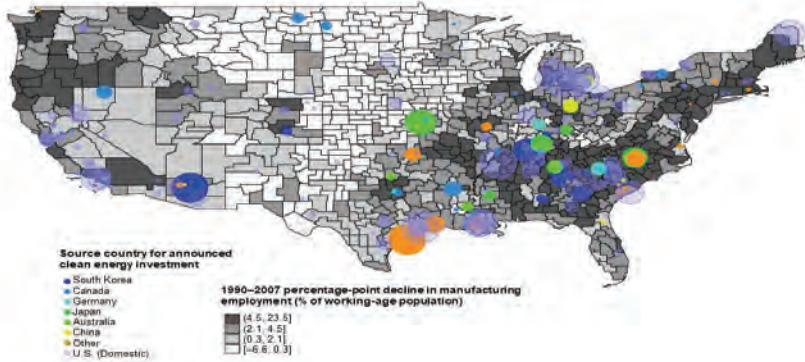 Source country for announced
clean energy investment
South Korea
Canada
Germany
Japan
Australia
China
Other
U.S. (Domestic)
1990–2007 percentage-point decline in manufacturing
employment (% of working-age population)
(4.5, 23.5]
(2.1, 4.5]
(0.3, 2.1]
[–6.6, 0.3]